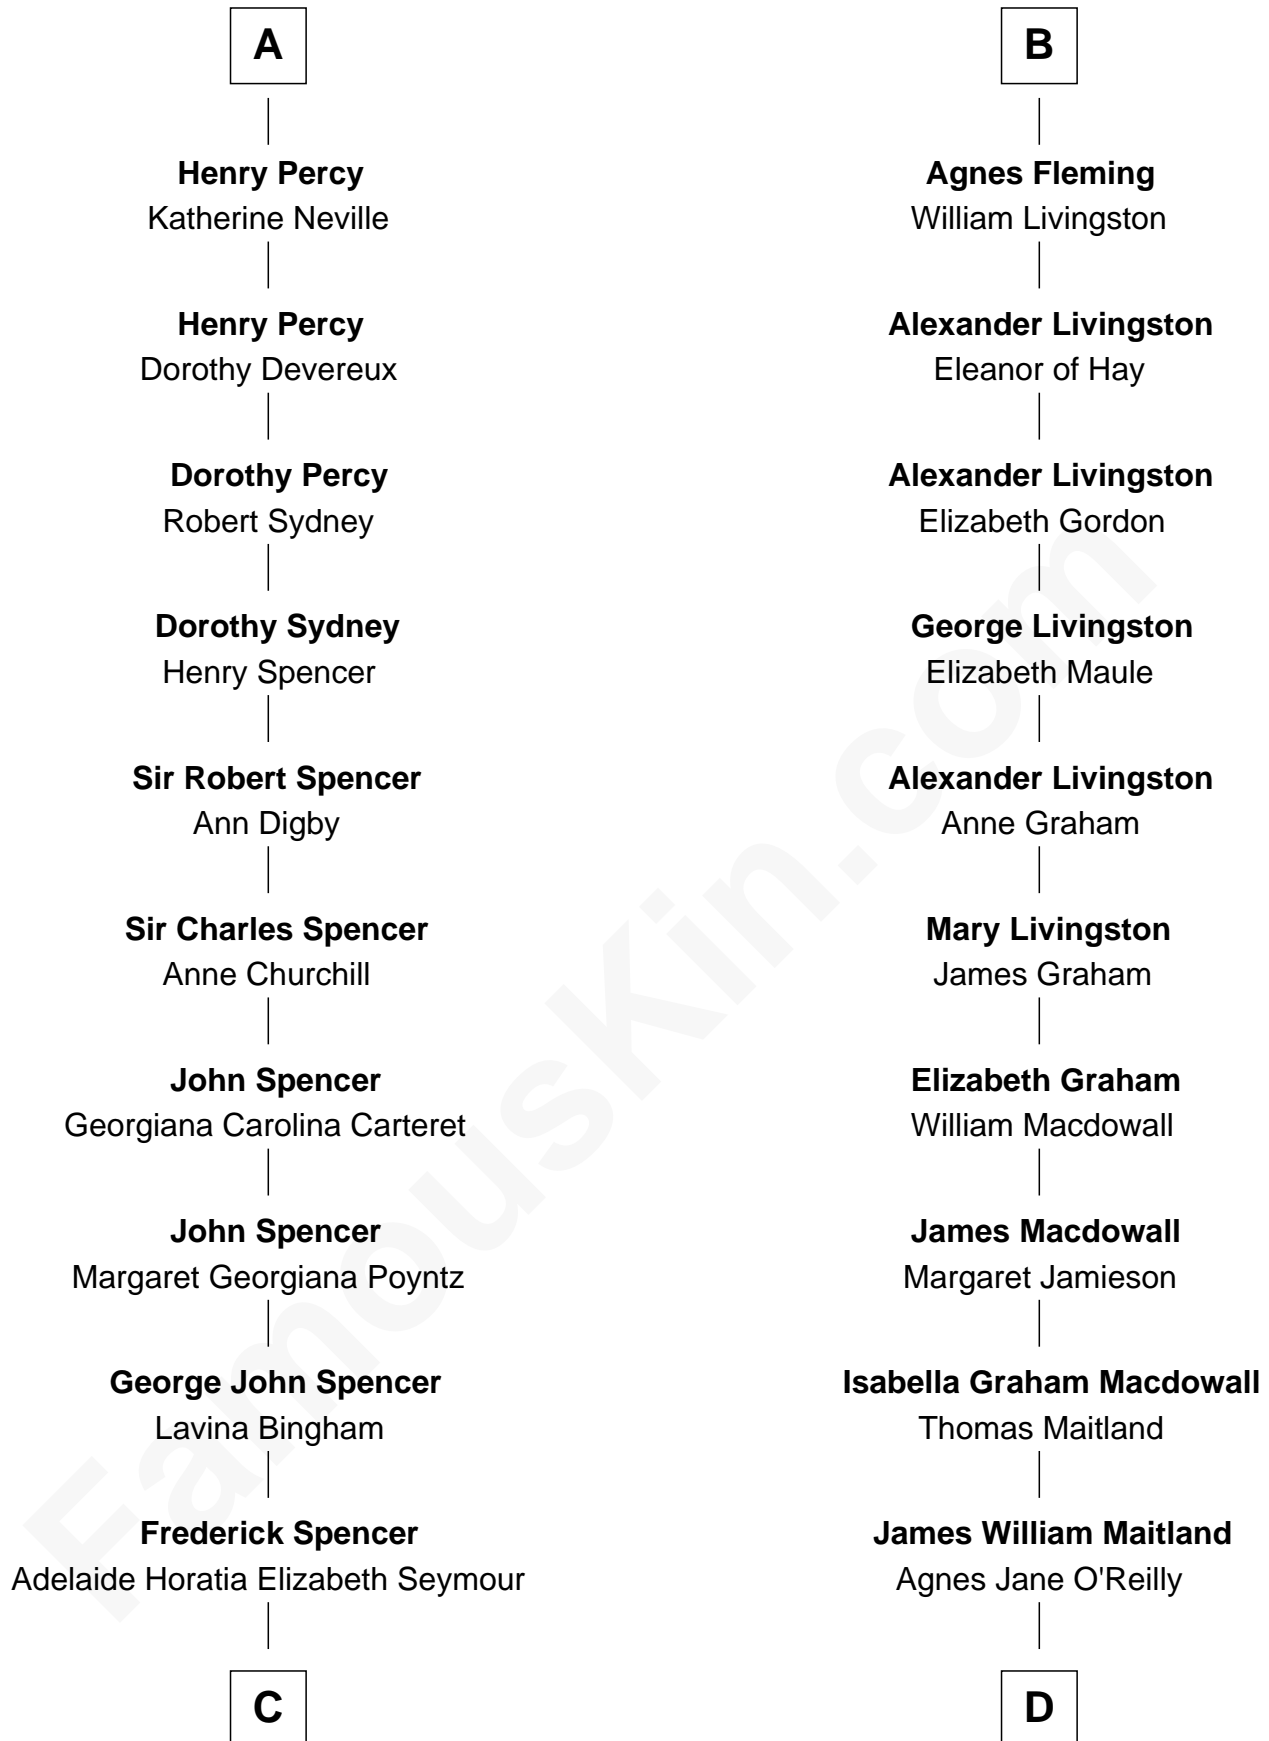 A
Henry Percy
Katherine Neville
Henry Percy
Dorothy Devereux
Dorothy Percy
Robert Sydney
Dorothy Sydney
Henry Spencer
Sir Robert Spencer
Ann Digby
Sir Charles Spencer
Anne Churchill
John Spencer
Georgiana Carolina Carteret
John Spencer
Margaret Georgiana Poyntz
George John Spencer
Lavina Bingham
Frederick Spencer
Adelaide Horatia Elizabeth Seymour
C
B
Agnes Fleming
William Livingston
Alexander Livingston
Eleanor of Hay
Alexander Livingston
Elizabeth Gordon
George Livingston
Elizabeth Maule
Alexander Livingston
Anne Graham
Mary Livingston
James Graham
Elizabeth Graham
William Macdowall
James Macdowall
Margaret Jamieson
Isabella Graham Macdowall
Thomas Maitland
James William Maitland
Agnes Jane O'Reilly
D
FamousKin.com